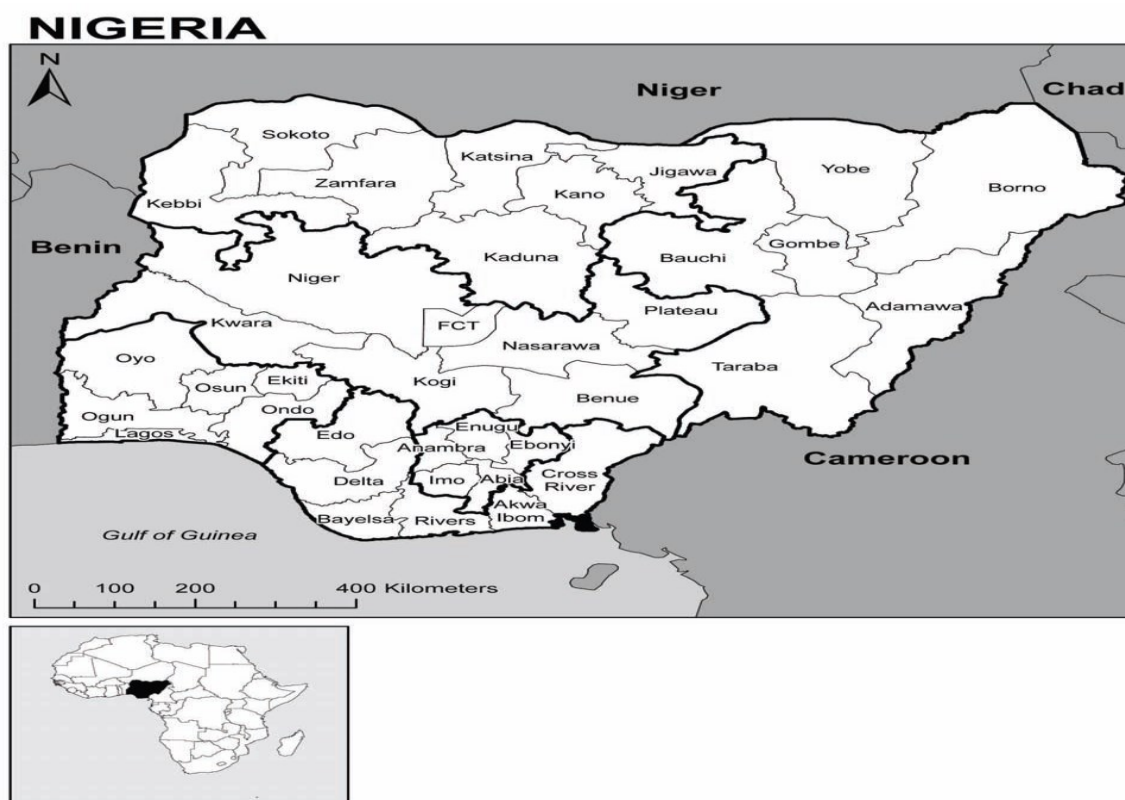 NIGERIA
N
Niger
Chad
Sokoto
Katsina
Jigawa
Yobe
Zamfara
Kano
Borno
Kebbi
Benin
Gombe
Kaduna
Bauchi
Niger
Adamawa
Plateau
Kwara
FCT
Nasarawa
Oyo
Taraba
Osun
Ekiti
Kogi
Benue
Ogun
Ondo
Lagos
Edo
Enugu
Anambra
Ebonyi
Cameroon
Delta
Imo
Abia
Cross
River
Akwa
Ibom
Bayelsa
Rivers
Gulf of Guinea
0 100 200 400 Kilometers